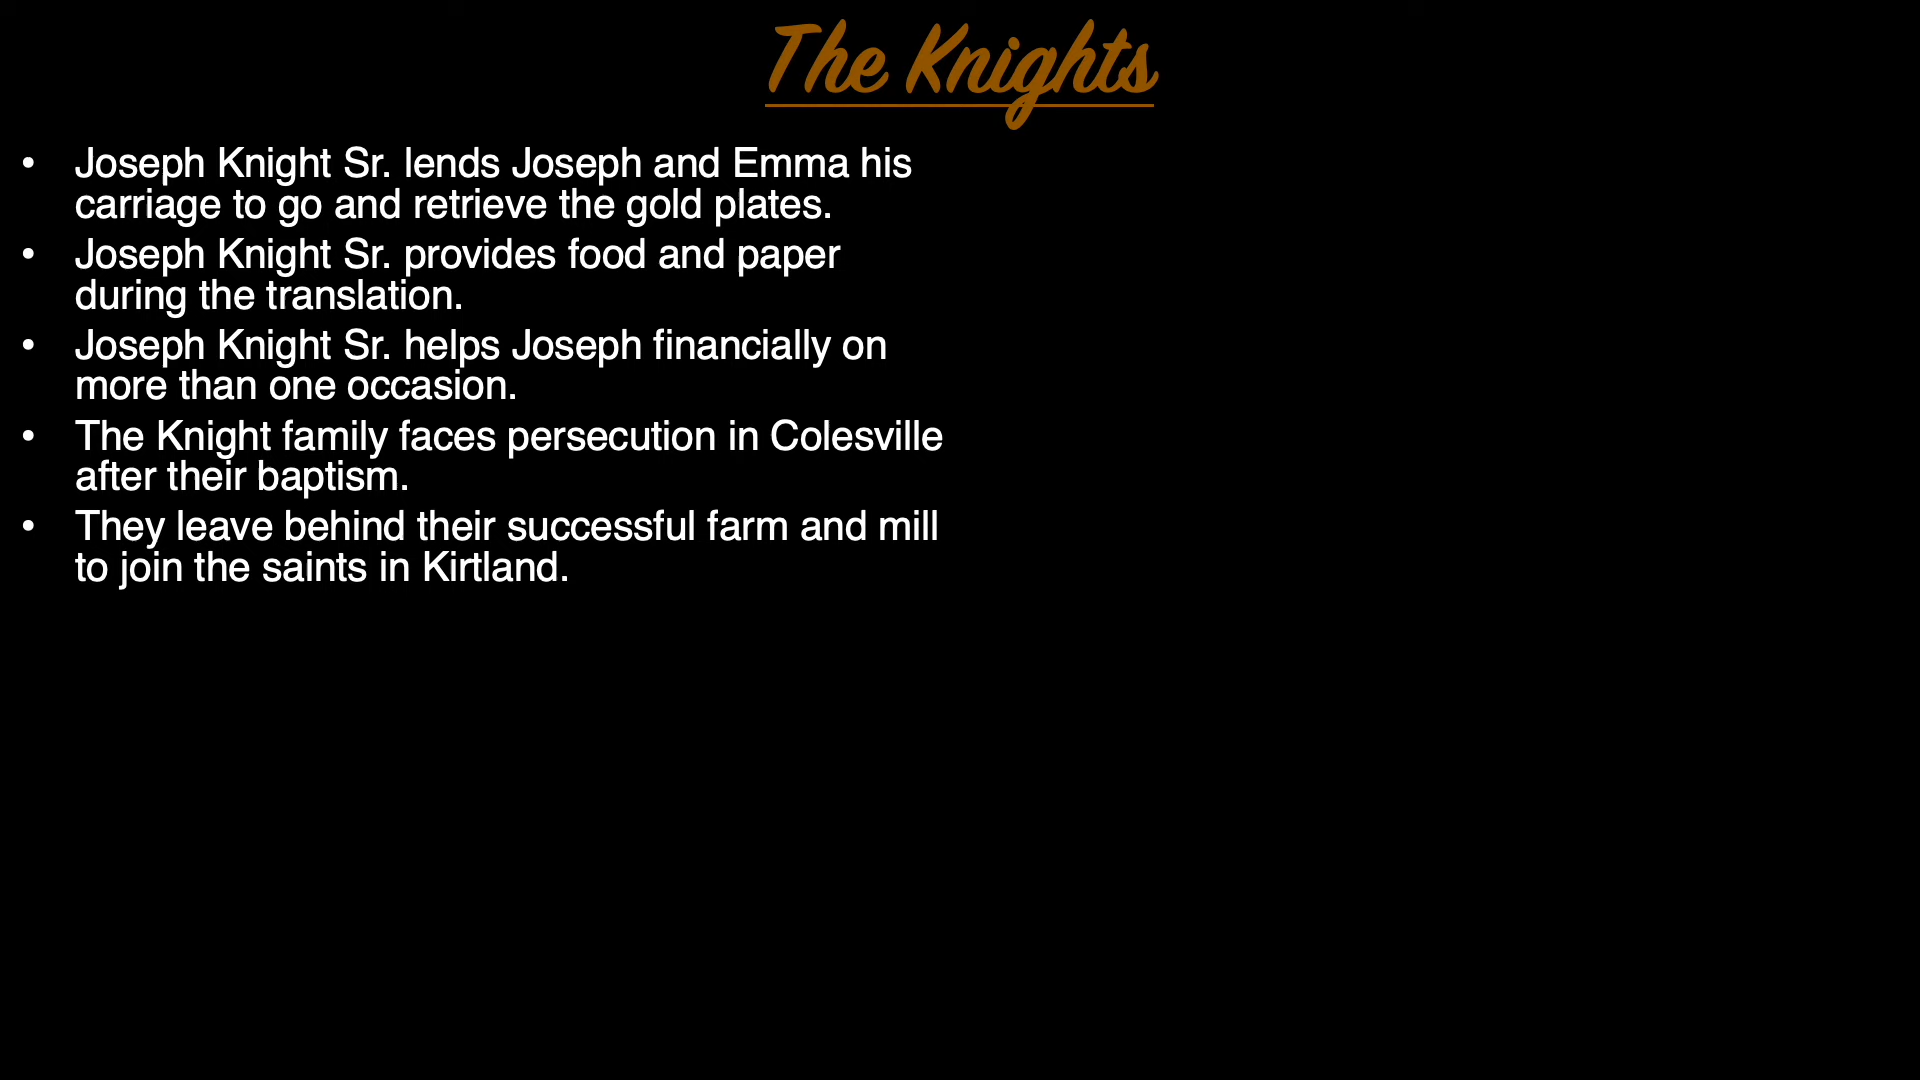 The Knights
• Joseph Knight Sr. lends Joseph and Emma his
carriage to go and retrieve the gold plates.
• Joseph Knight Sr. provides food and paper
during the translation.
• Joseph Knight Sr. helps Joseph financially on
more than one occasion.
• The Knight family faces persecution in Colesville
after their baptism.
• They leave behind their successful farm and mill
to join the saints in Kirtland.